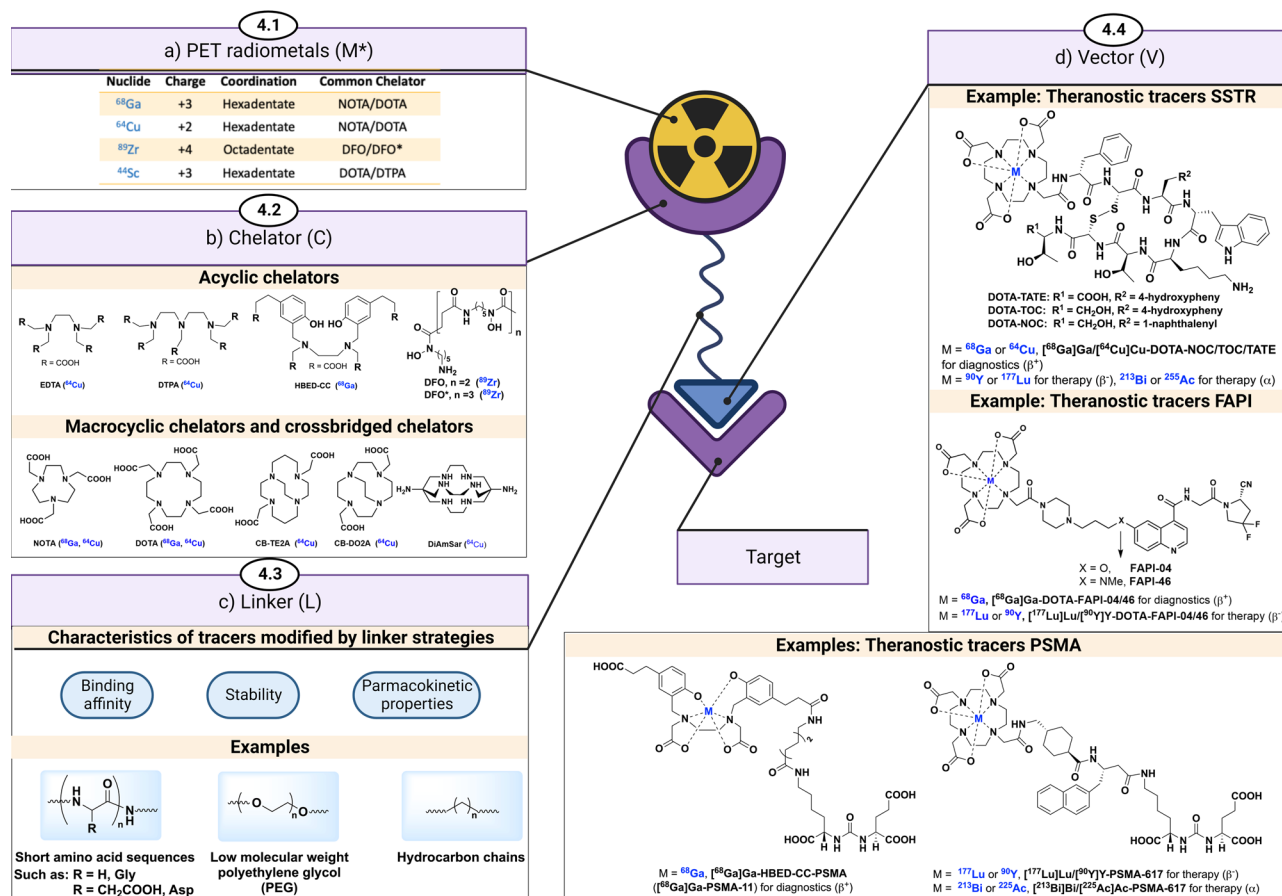 4.1
a) PET radiometals (M*)
Nuclide Charge Coordination Common Chelator
⁶⁸Ga +3 Hexadentate NOTA/DOTA
⁶⁴Cu +2 Hexadentate NOTA/DOTA
⁸⁹Zr +4 Octadentate DFO/DFO*
⁴⁴Sc +3 Hexadentate DOTA/DTPA
4.2
b) Chelator (C)
Acyclic chelators
R = COOH
EDTA (⁶⁴Cu)
R = COOH
DTPA (⁶⁴Cu)
R = COOH
HBED-CC (⁶⁸Ga)
DFO, n =2 (⁸⁹Zr)
DFO*, n =3 (⁸⁹Zr)
Macrocyclic chelators and crossbridged chelators
NOTA (⁶⁸Ga, ⁶⁴Cu)
DOTA (⁶⁸Ga, ⁶⁴Cu)
CB-TE2A (⁶⁴Cu)
CB-DO2A (⁶⁴Cu)
DiAmSar (⁶⁴Cu)
4.3
c) Linker (L)
Characteristics of tracers modified by linker strategies
Binding
affinity
Stability
Parmacokinetic
properties
Examples
Short amino acid sequences
Such as: R = H, Gly
R = CH₂COOH, Asp
Low molecular weight
polyethylene glycol
(PEG)
Hydrocarbon chains
Target
4.4
d) Vector (V)
Example: Theranostic tracers SSTR
DOTA-TATE: R¹ = COOH, R² = 4-hydroxypheny
DOTA-TOC: R¹ = CH₂OH, R² = 4-hydroxypheny
DOTA-NOC: R¹ = CH₂OH, R² = 1-naphthalenyl
M = ⁶⁸Ga or ⁶⁴Cu, [⁶⁸Ga]Ga/[⁶⁴Cu]Cu-DOTA-NOC/TOC/TATE
for diagnostics (β⁺)
M = ⁹⁰Y or ¹⁷⁷Lu for therapy (β⁻), ²¹³Bi or ²⁵⁵Ac for therapy (α)
Example: Theranostic tracers FAPI
X = O, FAPI-04
X = NMe, FAPI-46
M = ⁶⁸Ga, [⁶⁸Ga]Ga-DOTA-FAPI-04/46 for diagnostics (β⁺)
M = ¹⁷⁷Lu or ⁹⁰Y, [¹⁷⁷Lu]Lu/[⁹⁰Y]Y-DOTA-FAPI-04/46 for therapy (β⁻)
Examples: Theranostic tracers PSMA
M = ⁶⁸Ga, [⁶⁸Ga]Ga-HBED-CC-PSMA
([⁶⁸Ga]Ga-PSMA-11) for diagnostics (β⁺)
M = ¹⁷⁷Lu or ⁹⁰Y, [¹⁷⁷Lu]Lu/[⁹⁰Y]Y-PSMA-617 for therapy (β⁻)
M = ²¹³Bi or ²²⁵Ac, [²¹³Bi]Bi/[²²⁵Ac]Ac-PSMA-617 for therapy (α)